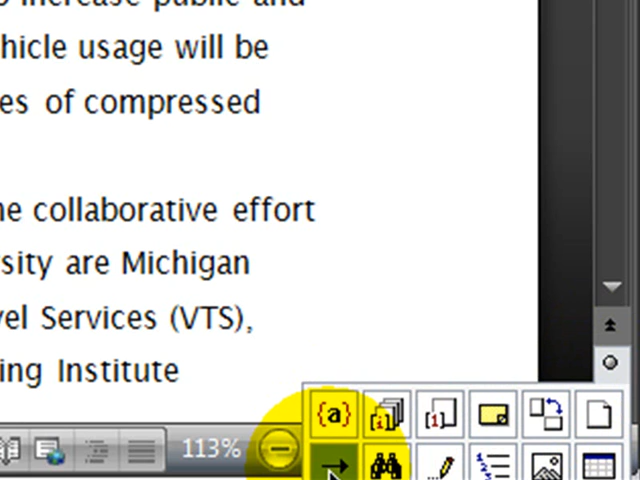 increase public and
hicle usage will be
es of compressed
he collaborative effort
sity are Michigan
vel Services (VTS),
ing Institute
113%
{a}
[i]
[1]